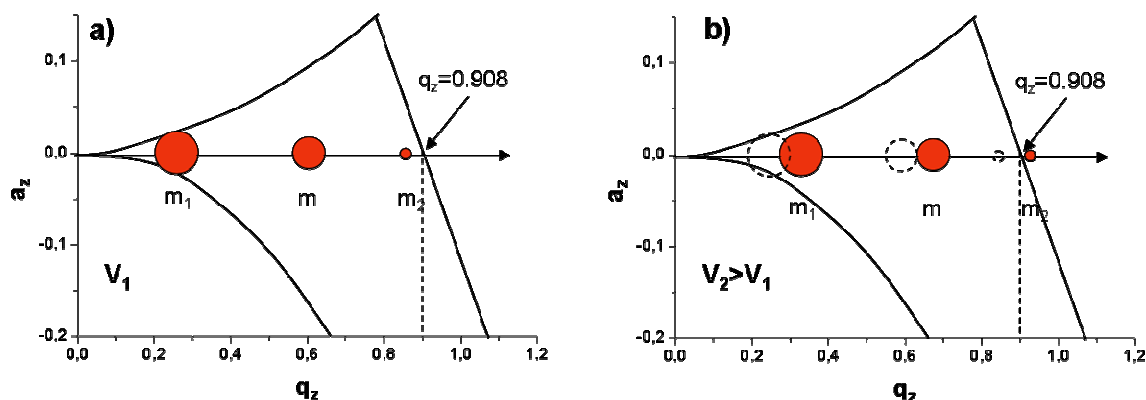 a)
0,1
0,0
-0,1
-0,2
a_z
q_z=0.908
m_1
m
m_2
V_1
0,0 0,2 0,4 0,6 0,8 1,0 1,2
q_z
b)
0,1
0,0
-0,1
-0,2
a_z
q_z=0.908
m_1
m
m_2
V_2>V_1
0,0 0,2 0,4 0,6 0,8 1,0 1,2
q_z